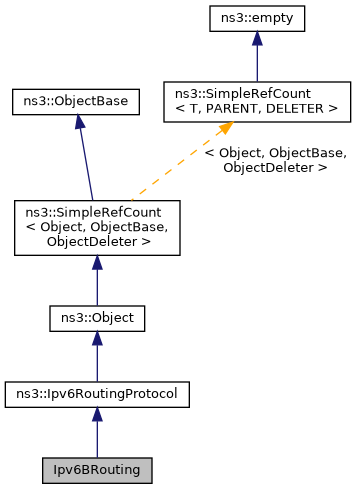 ns3::empty
ns3::SimpleRefCount
< T, PARENT, DELETER >
ns3::ObjectBase
< Object, ObjectBase,
ObjectDeleter >
ns3::SimpleRefCount
< Object, ObjectBase,
ObjectDeleter >
ns3::Object
ns3::Ipv6RoutingProtocol
Ipv6BRouting